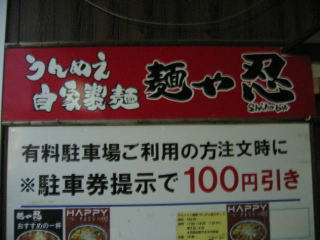 うんめえ
自家製麺
麺や 忍
Shinobu
有料駐車場ご利用の方注文時に
※駐車券提示で100円引き
麺や忍
おすすめの一杯
HAPPY
HAPPY